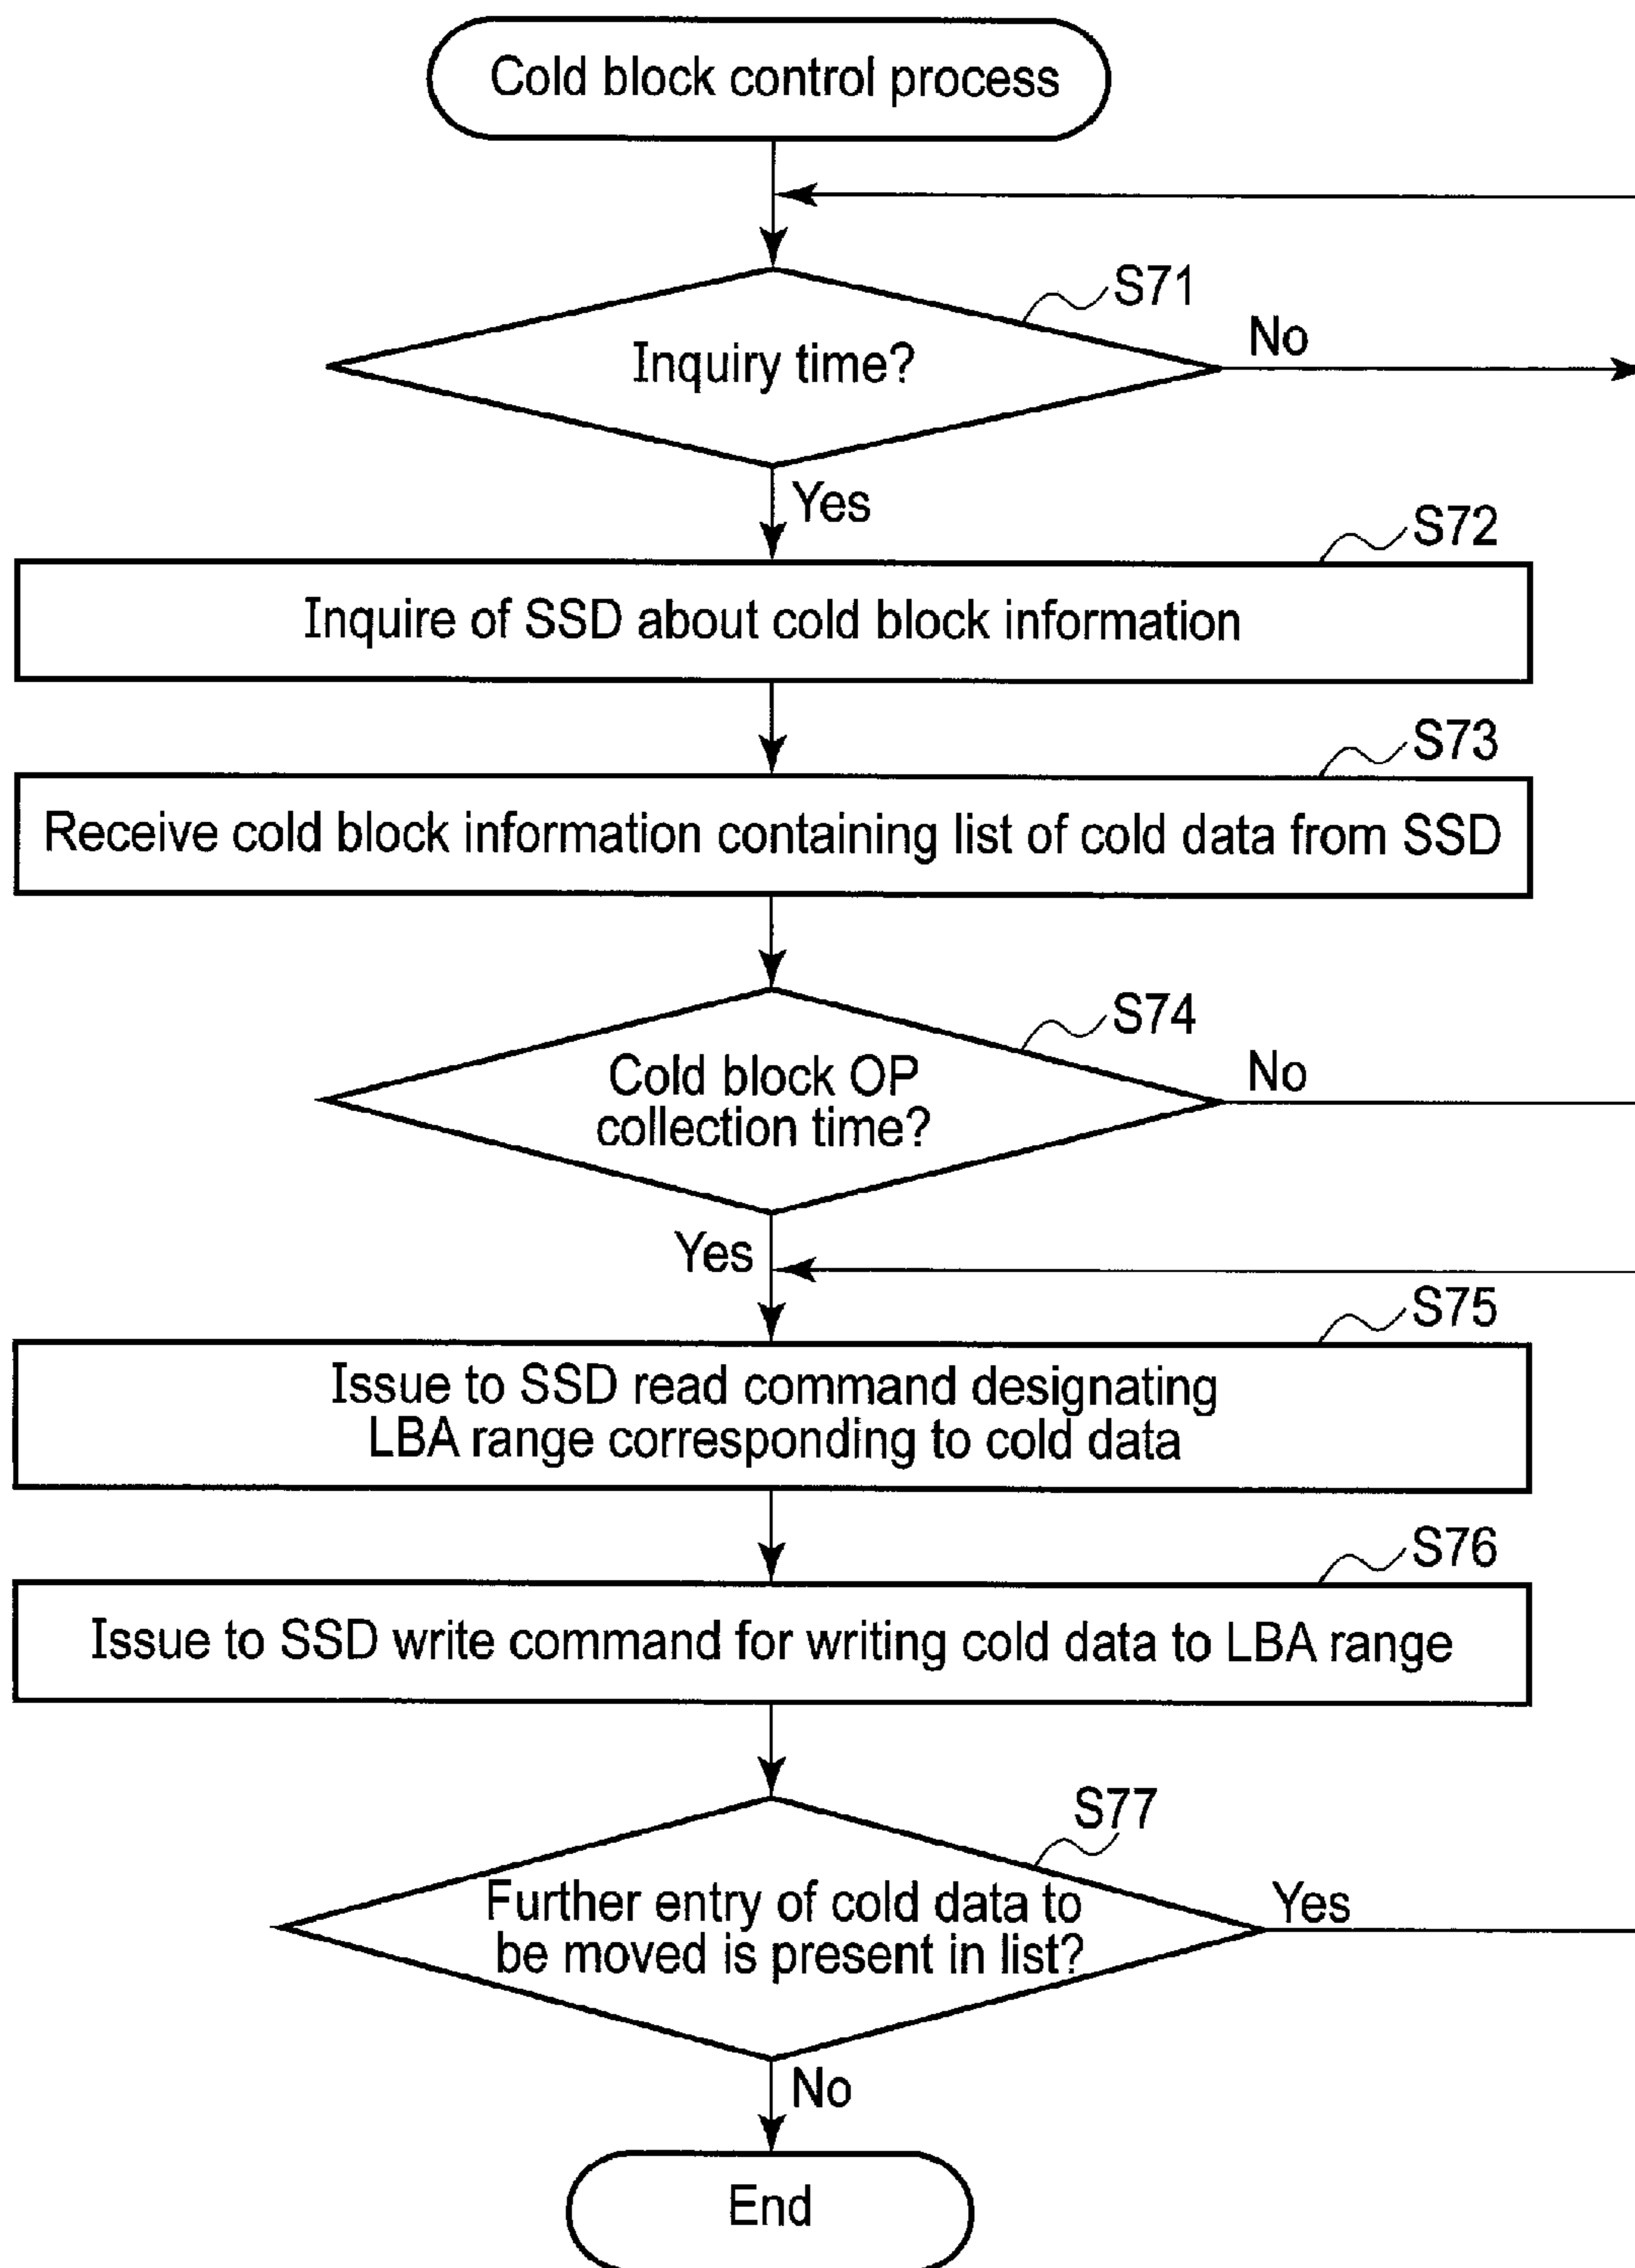 Cold block control process
S71
Inquiry time?
No
Yes
S72
Inquire of SSD about cold block information
S73
Receive cold block information containing list of cold data from SSD
S74
Cold block OP
collection time?
No
Yes
S75
Issue to SSD read command designating
LBA range corresponding to cold data
S76
Issue to SSD write command for writing cold data to LBA range
S77
Further entry of cold data to
be moved is present in list?
Yes
No
End